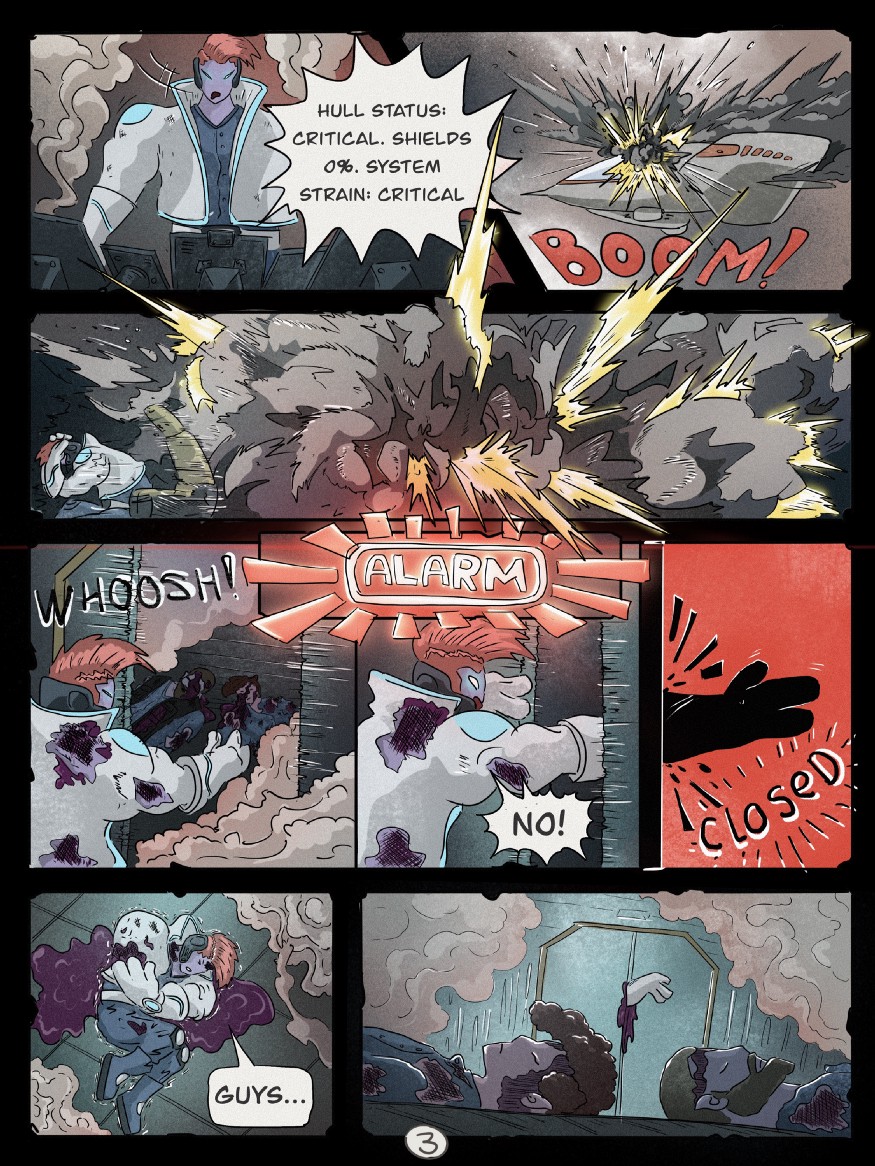 HULL STATUS:
CRITICAL. SHIELDS
0%. SYSTEM
STRAIN: CRITICAL
BOOM!
WHOOSH!
ALARM
NO!
CLOSED
GUYS...
3